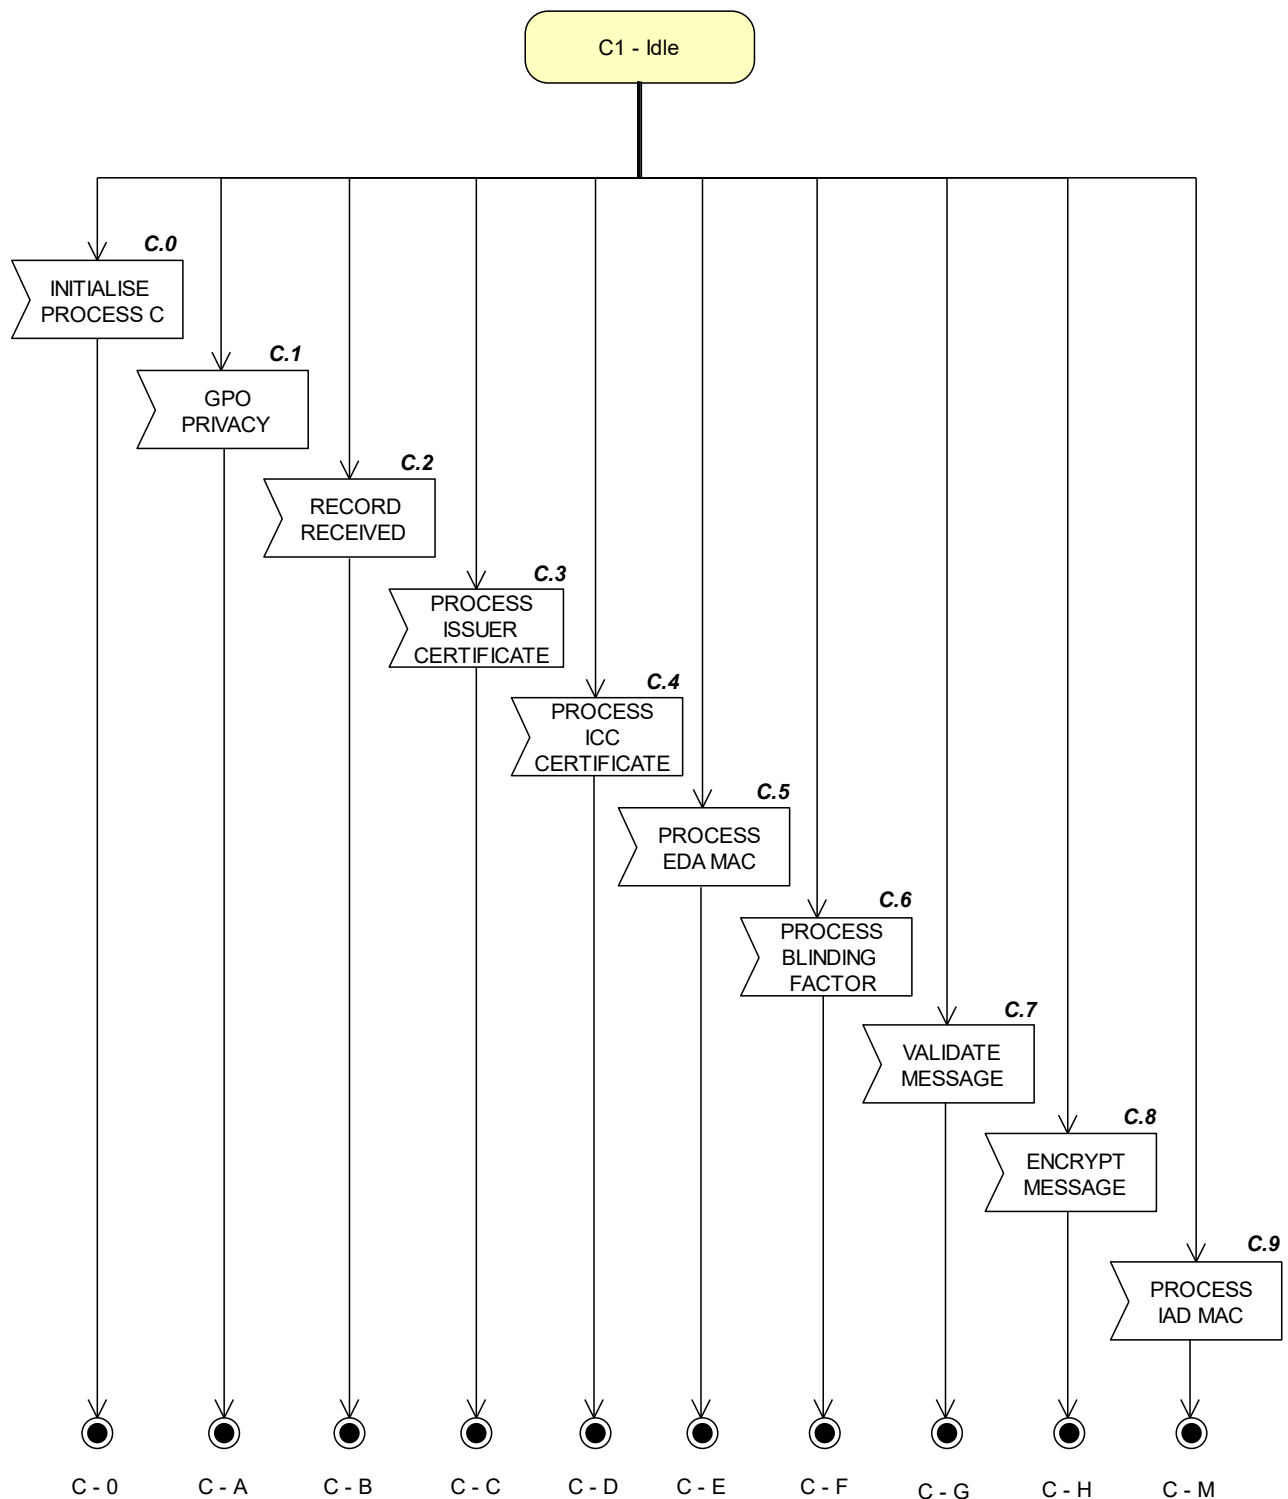 C1 - Idle
C.0
INITIALISE
PROCESS C
C.1
GPO
PRIVACY
C.2
RECORD
RECEIVED
C.3
PROCESS
ISSUER
CERTIFICATE
C.4
PROCESS
ICC
CERTIFICATE
C.5
PROCESS
EDA MAC
C.6
PROCESS
BLINDING
FACTOR
C.7
VALIDATE
MESSAGE
C.8
ENCRYPT
MESSAGE
C.9
PROCESS
IAD MAC
C - 0 C - A C - B C - C C - D C - E C - F C - G C - H C - M